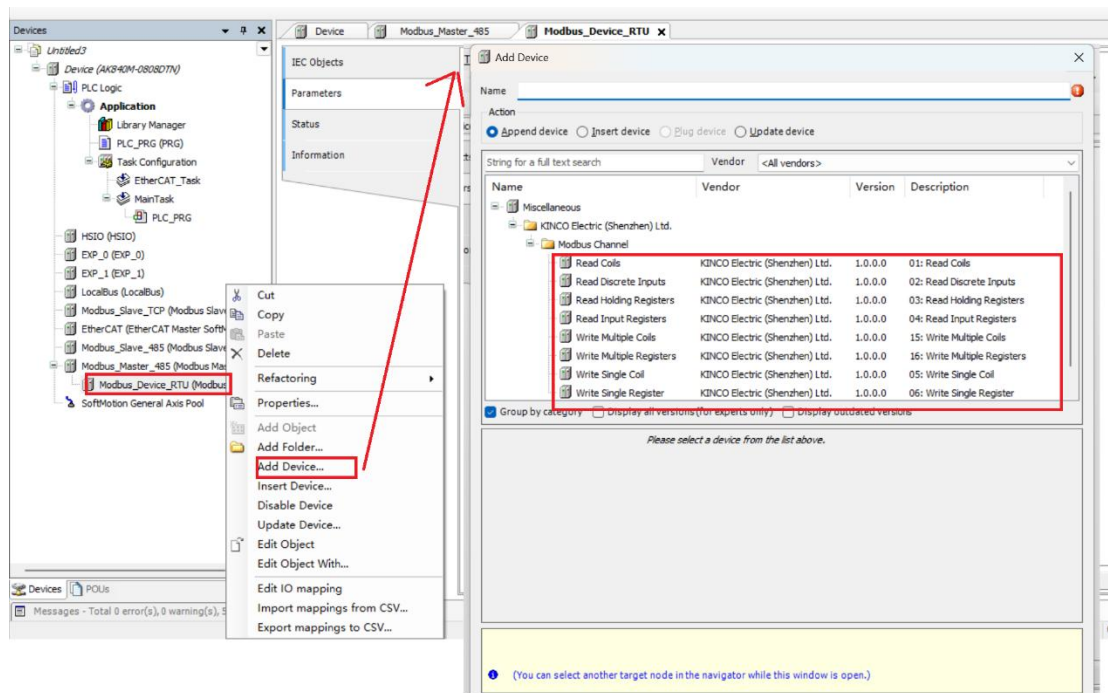 Devices
Untitled3
Device (AK840M-0808DTN)
PLC Logic
Application
Library Manager
PLC_PRG (PRG)
Task Configuration
EtherCAT_Task
MainTask
PLC_PRG
HSIO (HSIO)
EXP_0 (EXP_0)
EXP_1 (EXP_1)
LocalBus (LocalBus)
Modbus_Slave_TCP (Modbus Slav
EtherCAT (EtherCAT Master Soft
Modbus_Slave_485 (Modbus Slave
Modbus_Master_485 (Modbus Mas
Modbus_Device_RTU (Modbus
SoftMotion General Axis Pool
Devices POUs
Messages - Total 0 error(s), 0 warning(s),
Cut
Copy
Paste
Delete
Refactoring
Properties...
Add Object
Add Folder...
Add Device...
Insert Device...
Disable Device
Update Device...
Edit Object
Edit Object With...
Edit IO mapping
Import mappings from CSV...
Export mappings to CSV...
Device Modbus_Master_485 Modbus_Device_RTU
IEC Objects
Parameters
Status
Information
Add Device
Name
Action
Append device Insert device Plug device Update device
String for a full text search Vendor <All vendors>
Name Vendor Version Description
Miscellaneous
KINCO Electric (Shenzhen) Ltd.
Modbus Channel
Read Coils KINCO Electric (Shenzhen) Ltd. 1.0.0.0 01: Read Coils
Read Discrete Inputs KINCO Electric (Shenzhen) Ltd. 1.0.0.0 02: Read Discrete Inputs
Read Holding Registers KINCO Electric (Shenzhen) Ltd. 1.0.0.0 03: Read Holding Registers
Read Input Registers KINCO Electric (Shenzhen) Ltd. 1.0.0.0 04: Read Input Registers
Write Multiple Coils KINCO Electric (Shenzhen) Ltd. 1.0.0.0 15: Write Multiple Coils
Write Multiple Registers KINCO Electric (Shenzhen) Ltd. 1.0.0.0 16: Write Multiple Registers
Write Single Coil KINCO Electric (Shenzhen) Ltd. 1.0.0.0 05: Write Single Coil
Write Single Register KINCO Electric (Shenzhen) Ltd. 1.0.0.0 06: Write Single Register
Group by category Display all versions (for experts only) Display outdated versions
Please select a device from the list above.
(You can select another target node in the navigator while this window is open.)